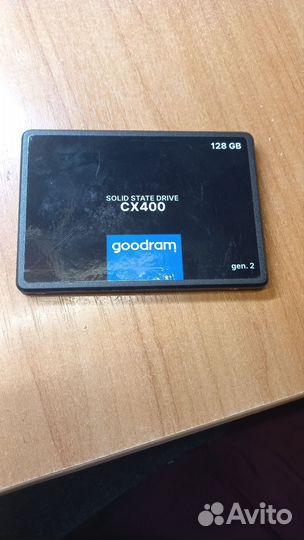 128 GB
SOLID STATE DRIVE
CX400
goodram
gen. 2
Avito